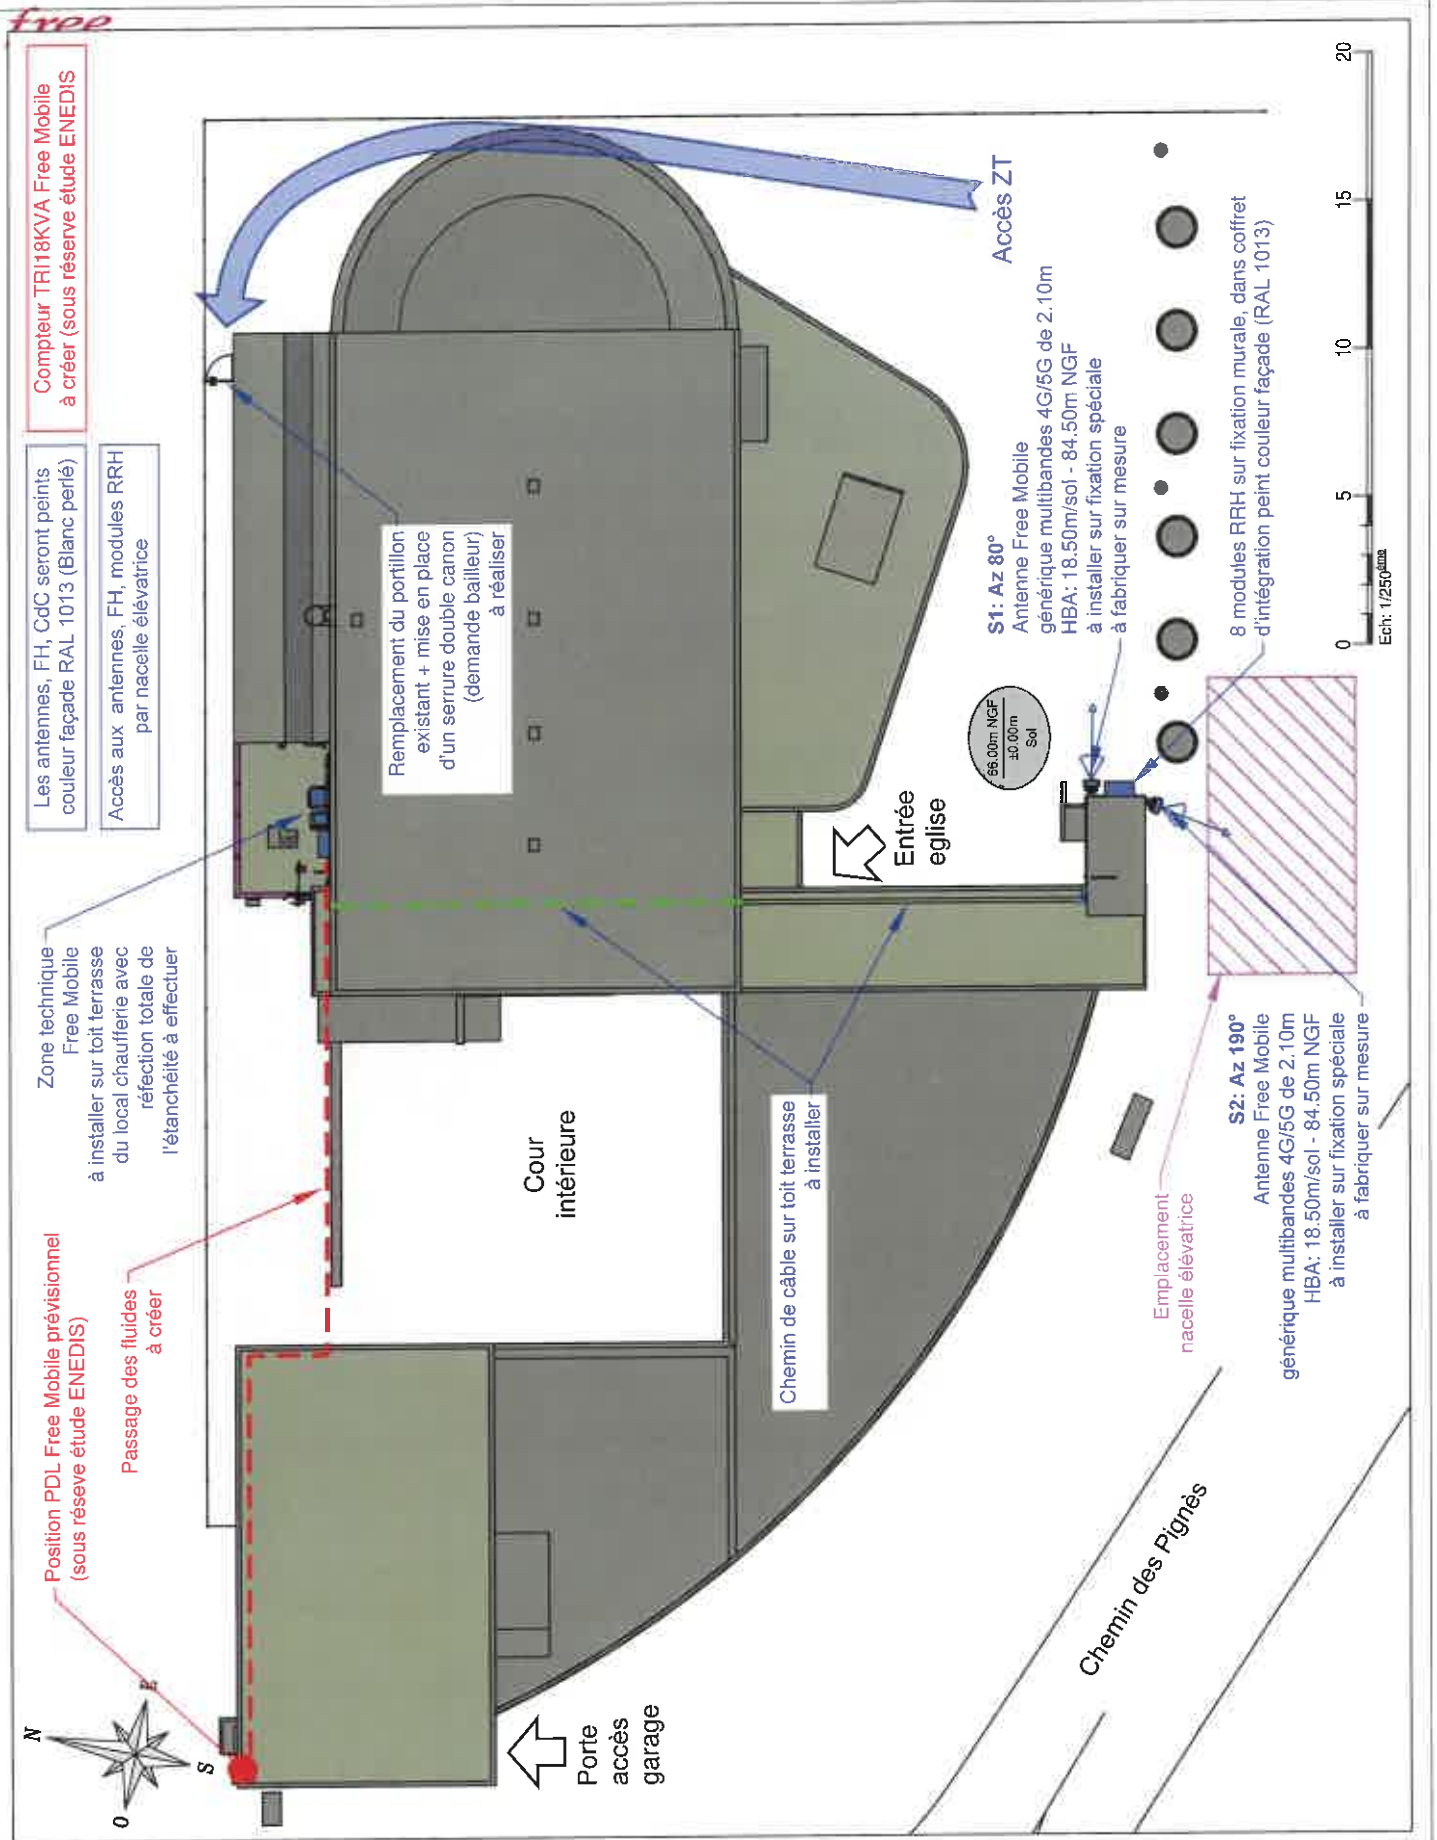 free
Compteur TRI18KVA Free Mobile
à créer (sous réserve étude ENEDIS
Les antennes, FH, CdC seront peints
couleur façade RAL 1013 (Blanc perlé)
Accès aux antennes, FH, modules RRH
par nacelle élévatrice
Zone technique
Free Mobile
à installer sur toit terrasse
du local chaufferie avec
réfection totale de
l'étanchéité à effectuer
Position PDL Free Mobile prévisionnel
(sous réseve étude ENEDIS)
Passage des fluides
à créer
N
E
S
O
Remplacement du portillon
existant + mise en place
d'un serrure double canon
(demande bailleur)
à réaliser
Accès ZT
Cour
intérieure
Chemin de câble sur toit terrasse
à installer
Entrée
eglise
66.00m NGF
±0.00m
Sol
S1: Az 80°
Antenne Free Mobile
générique multibandes 4G/5G de 2.10m
HBA: 18.50m/sol - 84.50m NGF
à installer sur fixation spéciale
à fabriquer sur mesure
8 modules RRH sur fixation murale, dans coffret
d'intégration peint couleur façade (RAL 1013)
Porte
accès
garage
Chemin des Pignès
Emplacement
nacelle élévatrice
S2: Az 190°
Antenne Free Mobile
générique multibandes 4G/5G de 2.10m
HBA: 18.50m/sol - 84.50m NGF
à installer sur fixation spéciale
à fabriquer sur mesure
0 5 10 15 20
Ech: 1/250ème